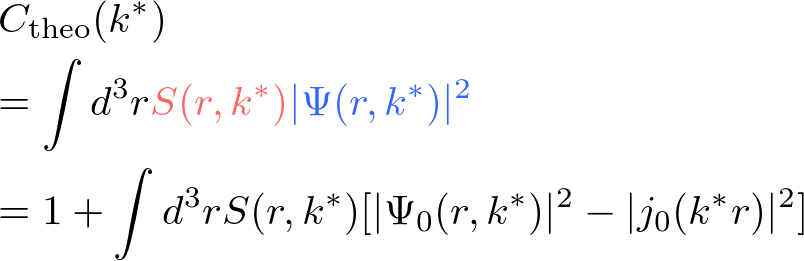 C_theo(k*)
= ∫ d³r S(r, k*)|Ψ(r, k*)|²
= 1 + ∫ d³r S(r, k*)[|Ψ₀(r, k*)|² − |j₀(k*r)|²]